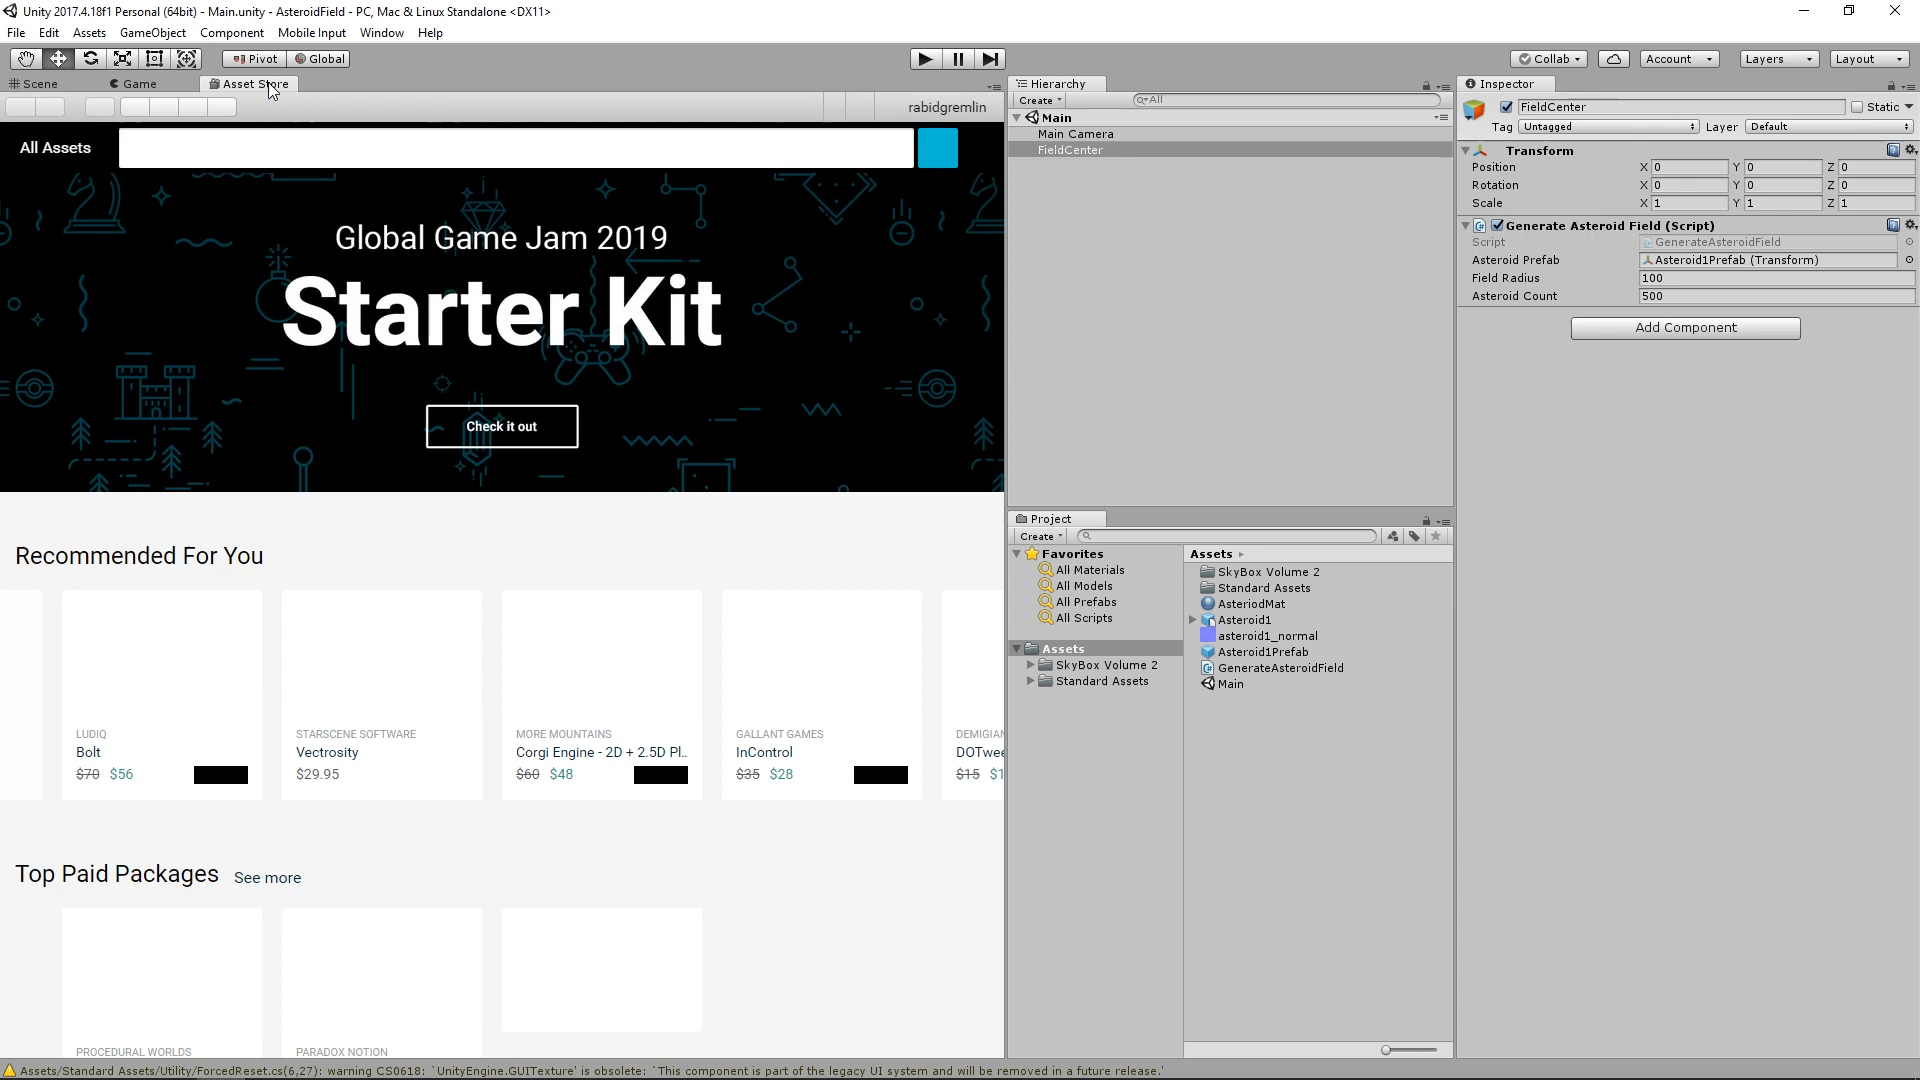 Unity 2017.4.18f1 Personal (64bit) - Main.unity - AsteroidField - PC, Mac & Linux Standalone <DX11>
File Edit Assets GameObject Component Mobile Input Window Help
Pivot Global
Collab Account Layers Layout
Scene Game Asset Store
rabidgremlin
All Assets
Global Game Jam 2019
Starter Kit
Check it out
Recommended For You
LUDIQ
Bolt
$70 $56
STARSCENE SOFTWARE
Vectrosity
$29.95
MORE MOUNTAINS
Corgi Engine - 2D + 2.5D Pl..
$60 $48
GALLANT GAMES
InControl
$35 $28
DEMIGIAN
DOTwee
$15 $1
Top Paid Packages See more
PROCEDURAL WORLDS
PARADOX NOTION
Hierarchy
Create All
Main
Main Camera
FieldCenter
Project
Create
Favorites
All Materials
All Models
All Prefabs
All Scripts
Assets
SkyBox Volume 2
Standard Assets
Assets
SkyBox Volume 2
Standard Assets
AsteriodMat
Asteroid1
asteroid1_normal
Asteroid1Prefab
GenerateAsteroidField
Main
Inspector
FieldCenter Static
Tag Untagged Layer Default
Transform
Position X 0 Y 0 Z 0
Rotation X 0 Y 0 Z 0
Scale X 1 Y 1 Z 1
Generate Asteroid Field (Script)
Script GenerateAsteroidField
Asteroid Prefab Asteroid1Prefab (Transform)
Field Radius 100
Asteroid Count 500
Add Component
Assets/Standard Assets/Utility/ForcedReset.cs(6,27): warning CS0618: `UnityEngine.GUITexture' is obsolete: `This component is part of the legacy UI system and will be removed in a future release.'